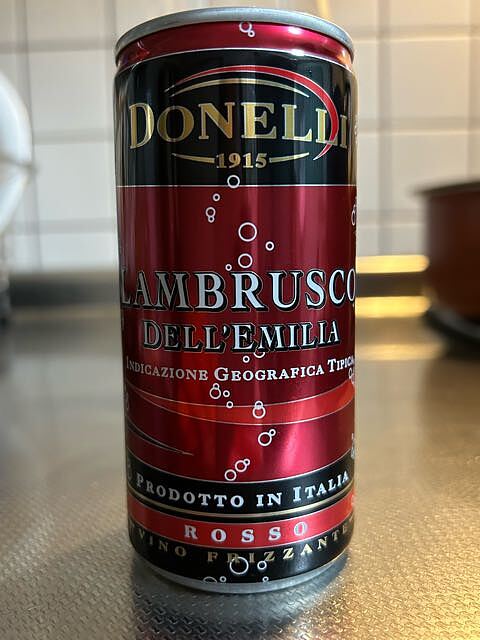 DONELLI
1915
LAMBRUSCO
DELL'EMILIA
INDICAZIONE GEOGRAFICA TIPICA
PRODOTTO IN ITALIA
ROSSO
VINO FRIZZANTE